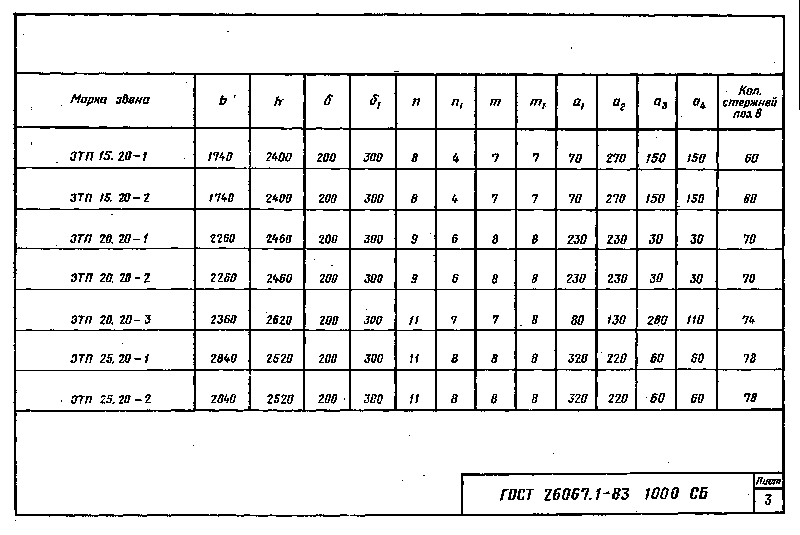 Марка звена b h б б₁ n n₁ m m₁ a₁ a₂ a₃ a₄ Кол. стержней поз. 8
ЗТП 15.20-1 1740 2400 200 300 8 4 7 7 70 270 150 150 60
ЗТП 15.20-2 1740 2400 200 300 8 4 7 7 70 270 150 150 60
ЗТП 20.20-1 2260 2460 200 300 9 6 8 8 230 230 30 30 70
ЗТП 20.20-2 2260 2460 200 300 9 6 8 8 230 230 30 30 70
ЗТП 20.20-3 2360 2620 200 300 11 7 7 8 80 130 280 110 74
ЗТП 25.20-1 2840 2520 200 300 11 8 8 8 320 220 60 60 78
ЗТП 25.20-2 2840 2520 200 300 11 8 8 8 320 220 60 60 78
ГОСТ 26067.1-83 1000 СБ
Лист
3